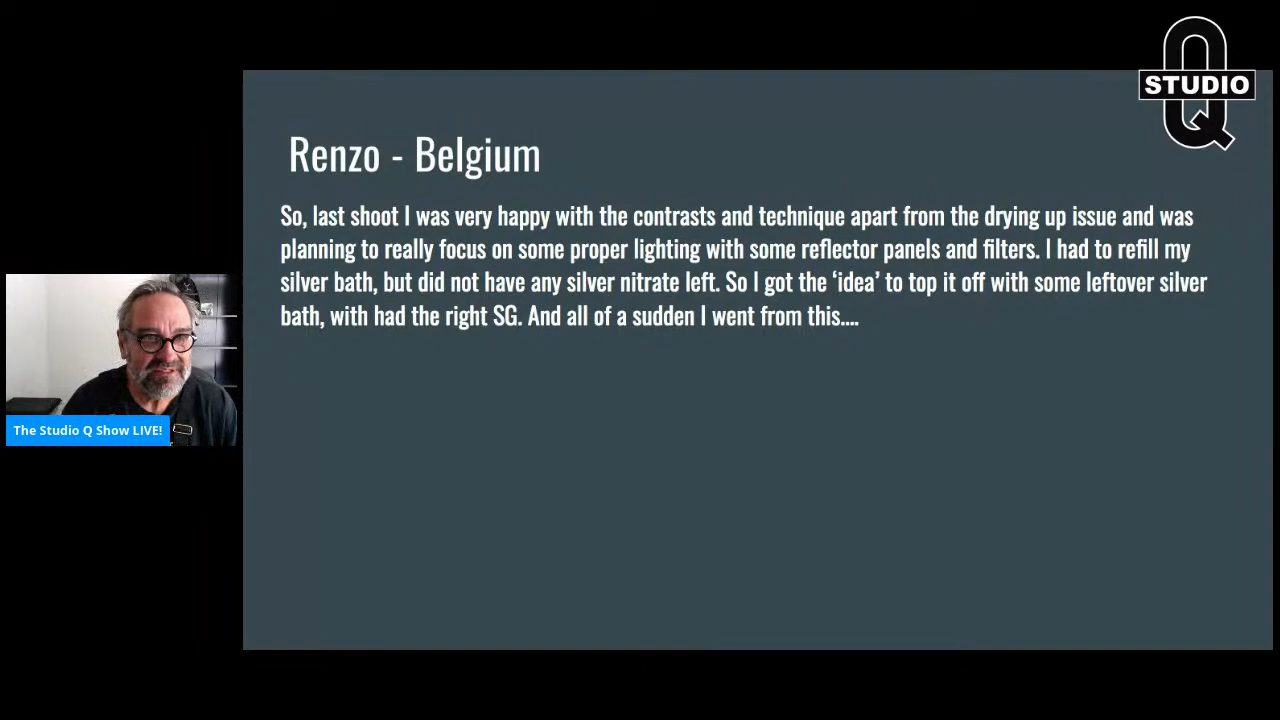 STUDIO
Q
Renzo - Belgium
So, last shoot I was very happy with the contrasts and technique apart from the drying up issue and was
planning to really focus on some proper lighting with some reflector panels and filters. I had to refill my
silver bath, but did not have any silver nitrate left. So I got the ‘idea’ to top it off with some leftover silver
bath, with had the right SG. And all of a sudden I went from this....
The Studio Q Show LIVE!